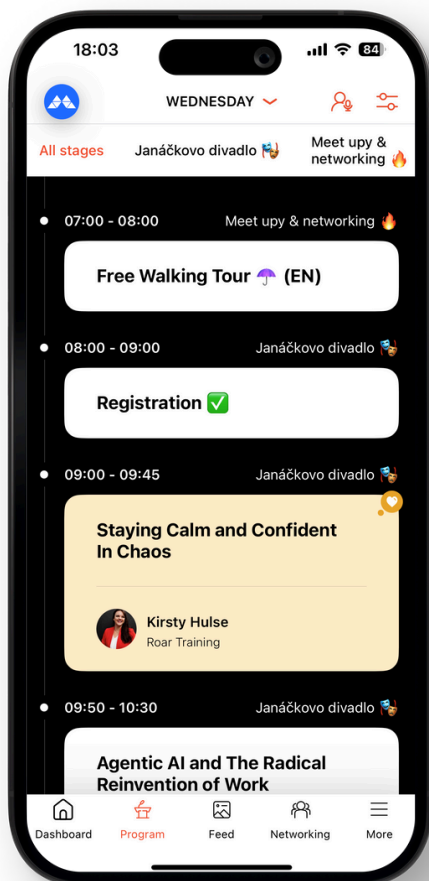 18:03
84
WEDNESDAY
All stages
Janáčkovo divadlo 🎭
Meet upy &
networking 🔥
07:00 - 08:00
Meet upy & networking 🔥
Free Walking Tour ☂️ (EN)
08:00 - 09:00
Janáčkovo divadlo 🎭
Registration ✅
09:00 - 09:45
Janáčkovo divadlo 🎭
Staying Calm and Confident
In Chaos
Kirsty Hulse
Roar Training
09:50 - 10:30
Janáčkovo divadlo 🎭
Agentic AI and The Radical
Reinvention of Work
Dashboard
Program
Feed
Networking
More